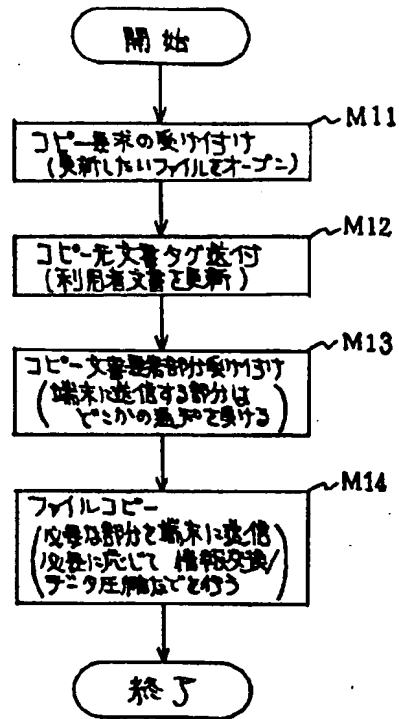 開始
M11
コピー要求の受け付け
(更新したいファイルをオープン)
M12
コピー元文書タグ送付
(利用者文書を更新)
M13
コピー文書要否部分受け付け
(端末に送信する部分は
どこかの通知を受ける)
M14
ファイルコピー
(必要な部分を端末に送信
必要に応じて 情報交換/
データ圧縮などを行う)
終了